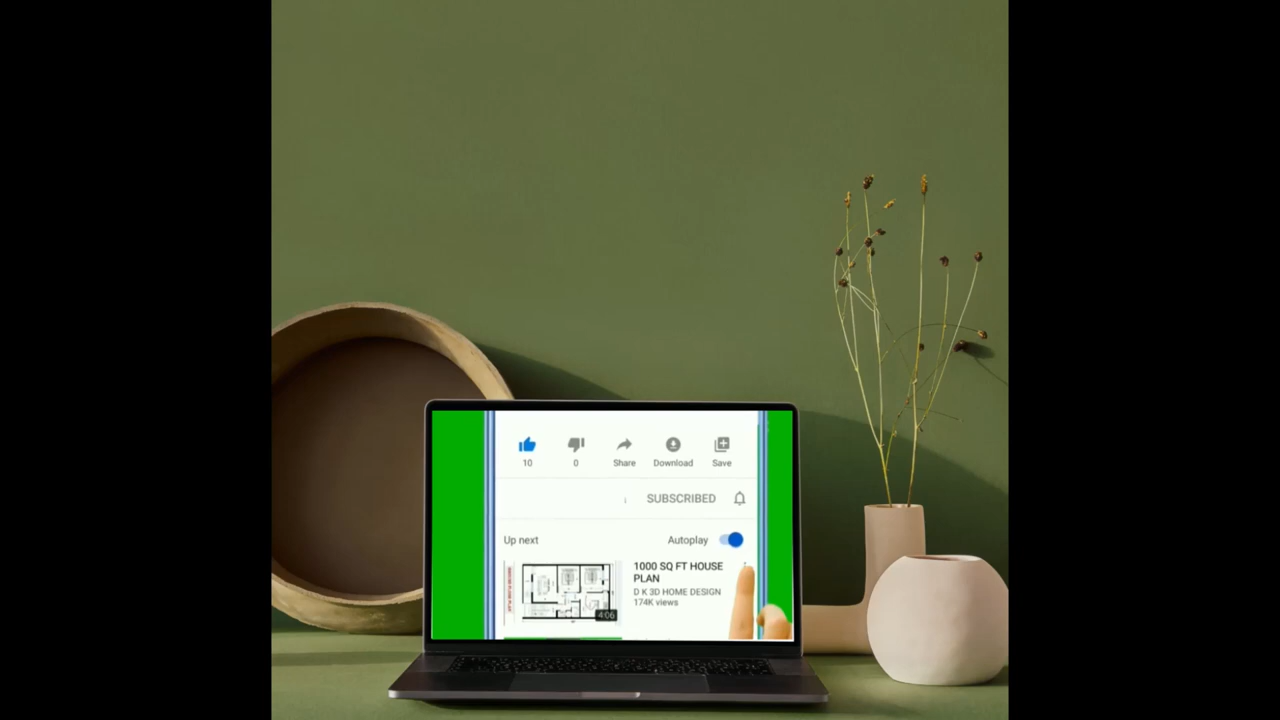 10
0
Share
Download
Save
SUBSCRIBED
Up next
Autoplay
1000 SQ FT HOUSE
PLAN
D K 3D HOME DESIGN
174K views
4:06